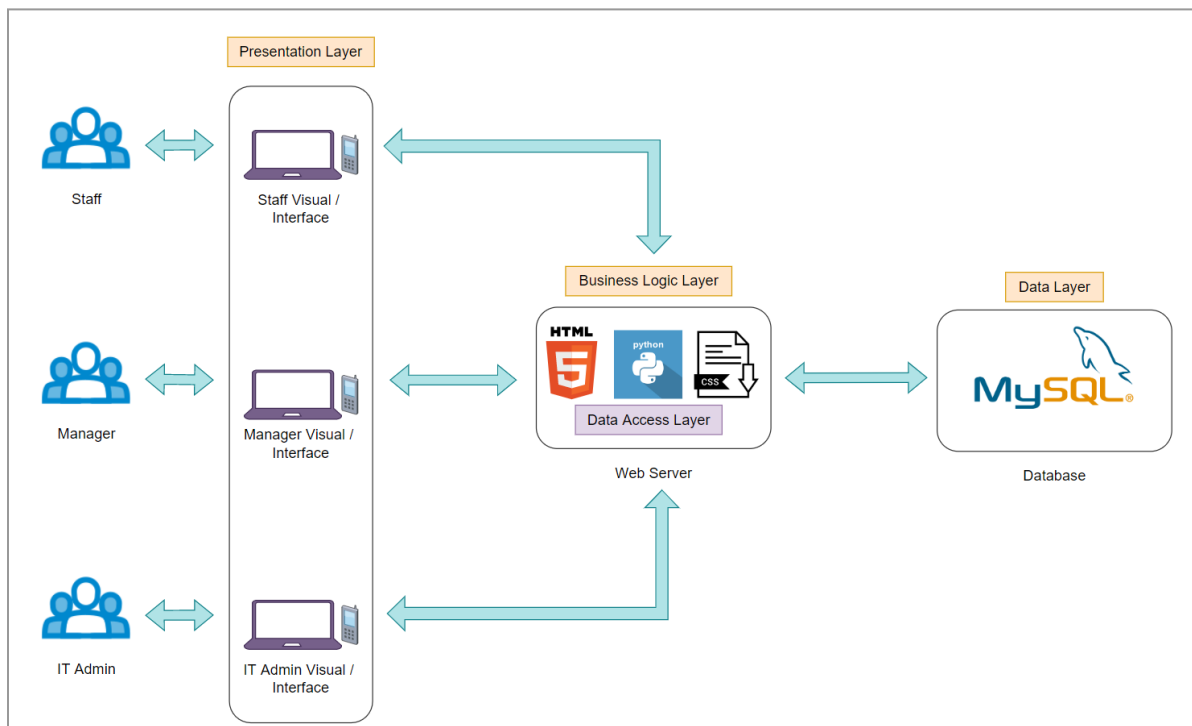 Presentation Layer
Staff
Staff Visual /
Interface
Business Logic Layer
Data Layer
HTML
5
python
CSS
Data Access Layer
MySQL®
Manager
Manager Visual /
Interface
Web Server
Database
IT Admin
IT Admin Visual /
Interface